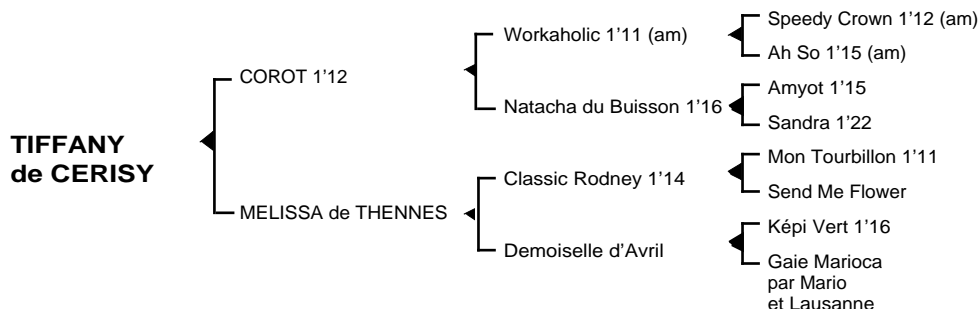 TIFFANY
de CERISY
COROT 1’12
MELISSA de THENNES
Workaholic 1’11 (am)
Natacha du Buisson 1’16
Classic Rodney 1’14
Demoiselle d’Avril
Speedy Crown 1’12 (am)
Ah So 1’15 (am)
Amyot 1’15
Sandra 1’22
Mon Tourbillon 1’11
Send Me Flower
Képi Vert 1’16
Gaie Marioca
par Mario
et Lausanne